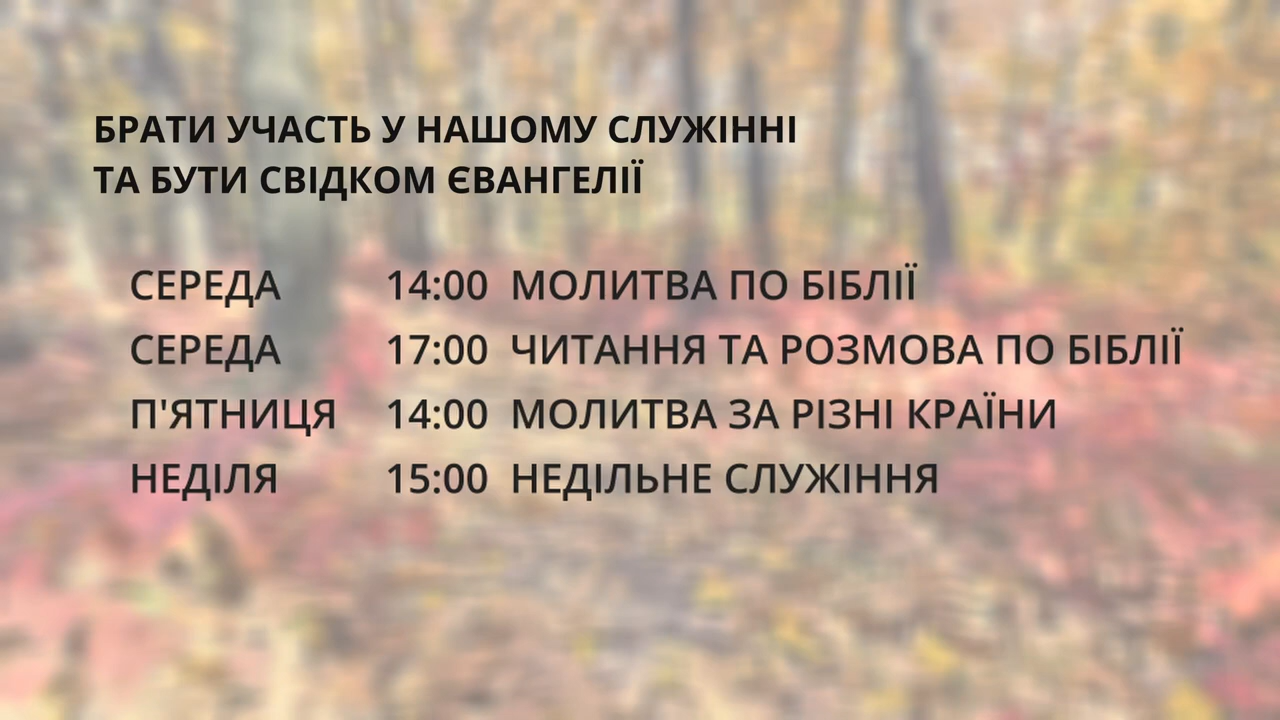 БРАТИ УЧАСТЬ У НАШОМУ СЛУЖІННІ
ТА БУТИ СВІДКОМ ЄВАНГЕЛІЇ
СЕРЕДА 14:00 МОЛИТВА ПО БІБЛІЇ
СЕРЕДА 17:00 ЧИТАННЯ ТА РОЗМОВА ПО БІБЛІЇ
П'ЯТНИЦЯ 14:00 МОЛИТВА ЗА РІЗНІ КРАЇНИ
НЕДІЛЯ 15:00 НЕДІЛЬНЕ СЛУЖІННЯ